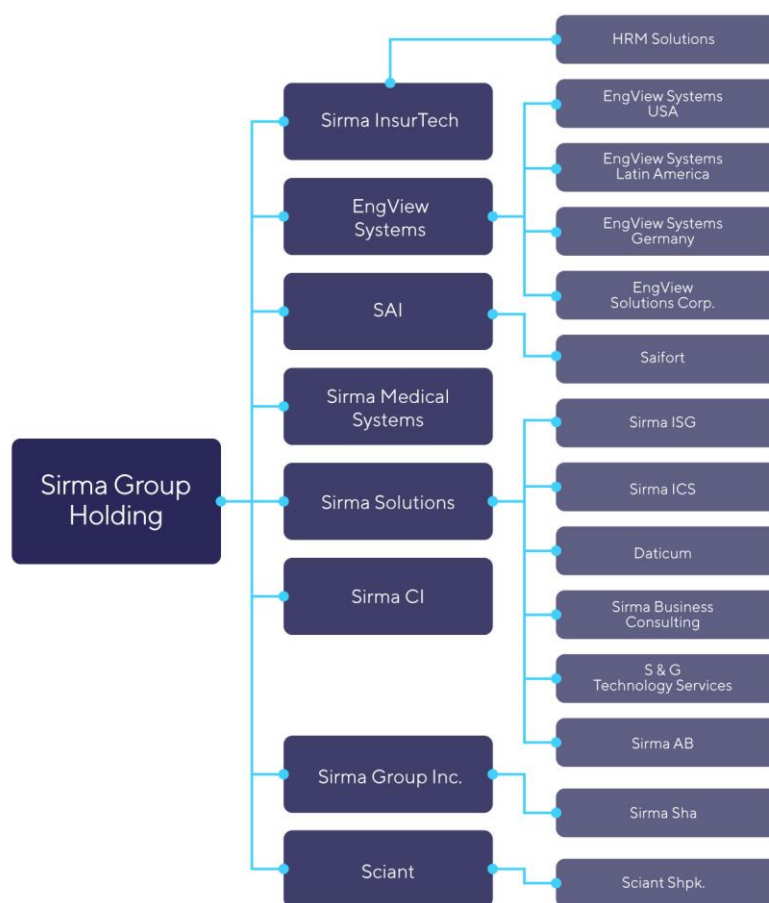 HRM Solutions
Sirma InsurTech
EngView Systems
USA
EngView Systems
Latin America
EngView
Systems
EngView Systems
Germany
EngView
Solutions Corp.
SAI
Saifort
Sirma Medical
Systems
Sirma ISG
Sirma Group
Holding
Sirma Solutions
Sirma ICS
Daticum
Sirma CI
Sirma Business
Consulting
S & G
Technology Services
Sirma AB
Sirma Group Inc.
Sirma Sha
Sciant
Sciant Shpk.